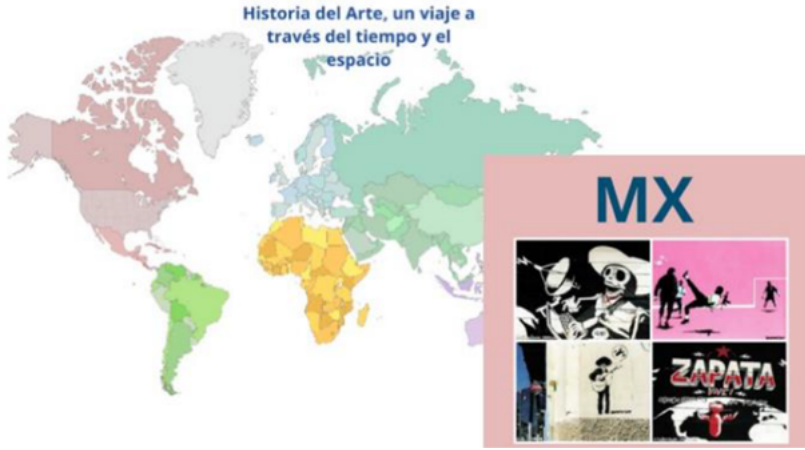 Historia del Arte, un viaje a
través del tiempo y el
espacio
MX
ZAPATA